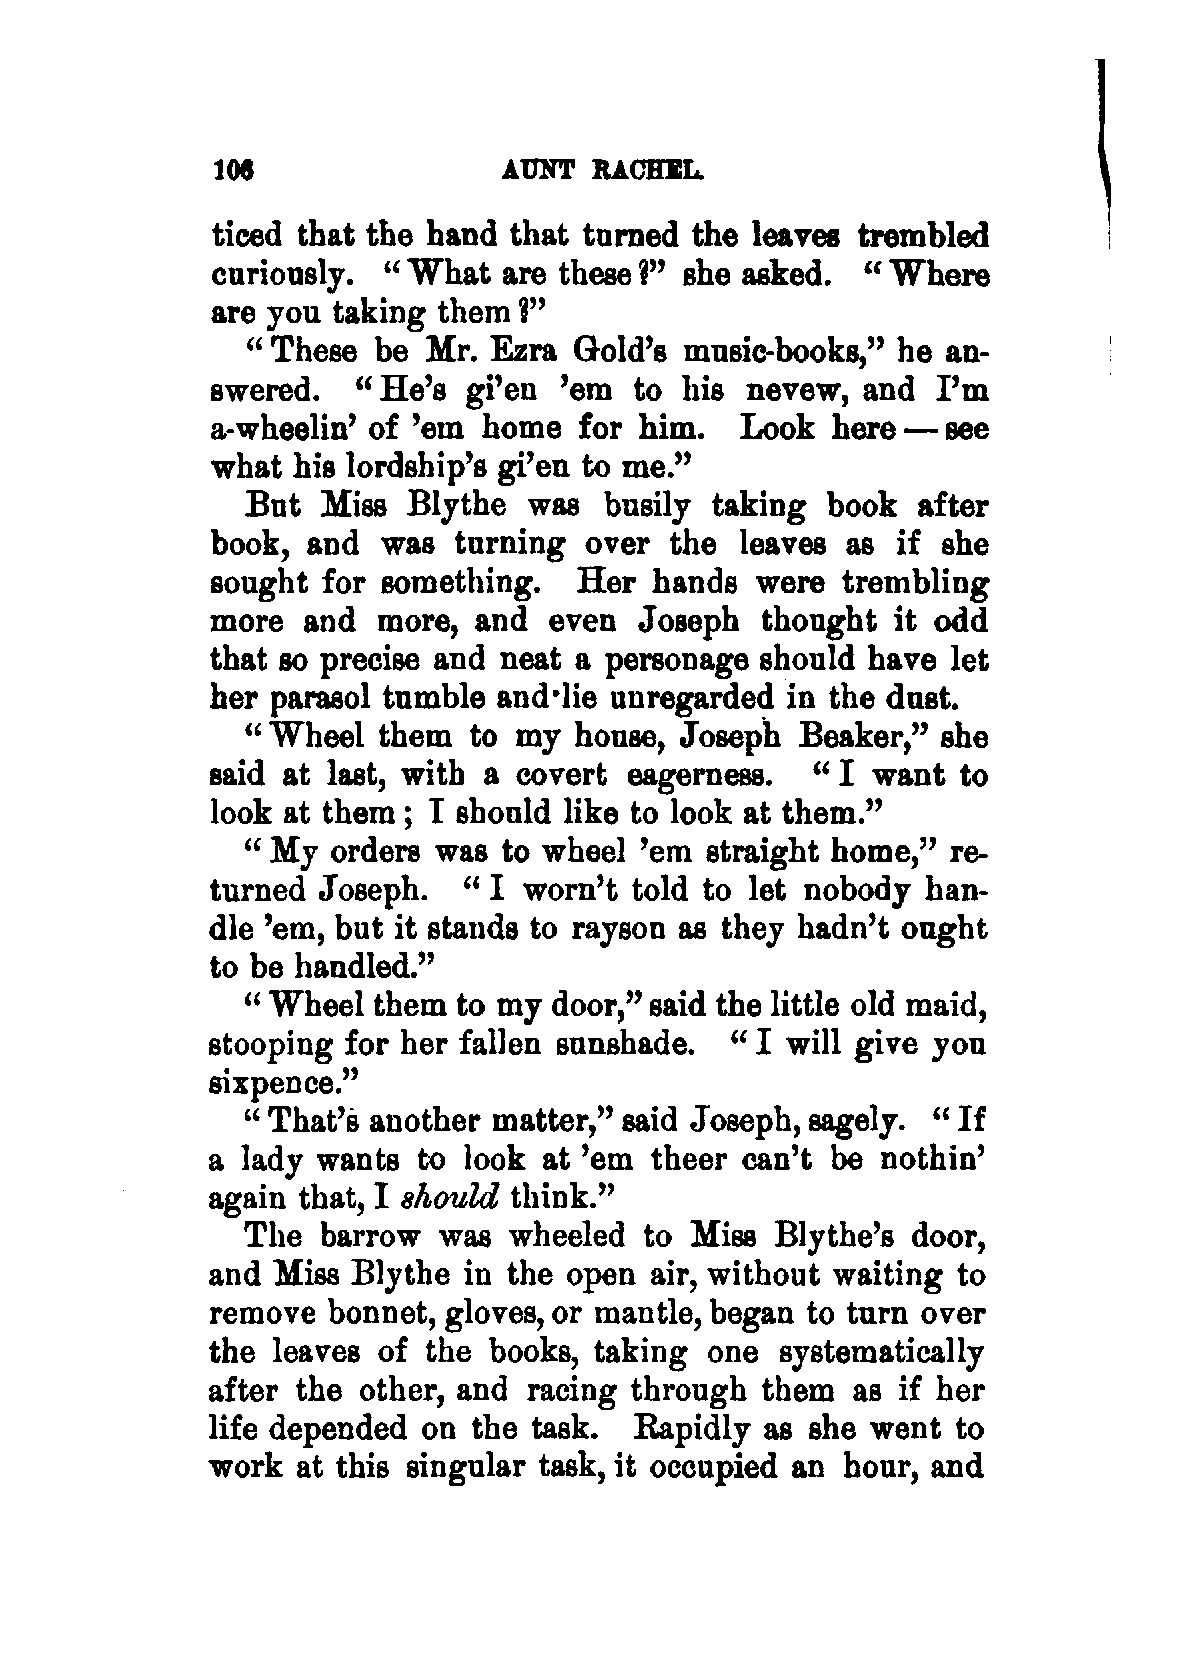 106 AUNT RACHEL.
ticed that the hand that turned the leaves trembled
curiously. "What are these?" she asked. "Where
are you taking them?"
"These be Mr. Ezra Gold's music-books," he an-
swered. "He's gi'en 'em to his nevew, and I'm
a-wheelin' of 'em home for him. Look here — see
what his lordship's gi'en to me."
But Miss Blythe was busily taking book after
book, and was turning over the leaves as if she
sought for something. Her hands were trembling
more and more, and even Joseph thought it odd
that so precise and neat a personage should have let
her parasol tumble and lie unregarded in the dust.
"Wheel them to my house, Joseph Beaker," she
said at last, with a covert eagerness. "I want to
look at them; I should like to look at them."
"My orders was to wheel 'em straight home," re-
turned Joseph. "I worn't told to let nobody han-
dle 'em, but it stands to rayson as they hadn't ought
to be handled."
"Wheel them to my door," said the little old maid,
stooping for her fallen sunshade. "I will give you
sixpence."
"That's another matter," said Joseph, sagely. "If
a lady wants to look at 'em theer can't be nothin'
again that, I should think."
The barrow was wheeled to Miss Blythe's door,
and Miss Blythe in the open air, without waiting to
remove bonnet, gloves, or mantle, began to turn over
the leaves of the books, taking one systematically
after the other, and racing through them as if her
life depended on the task. Rapidly as she went to
work at this singular task, it occupied an hour, and